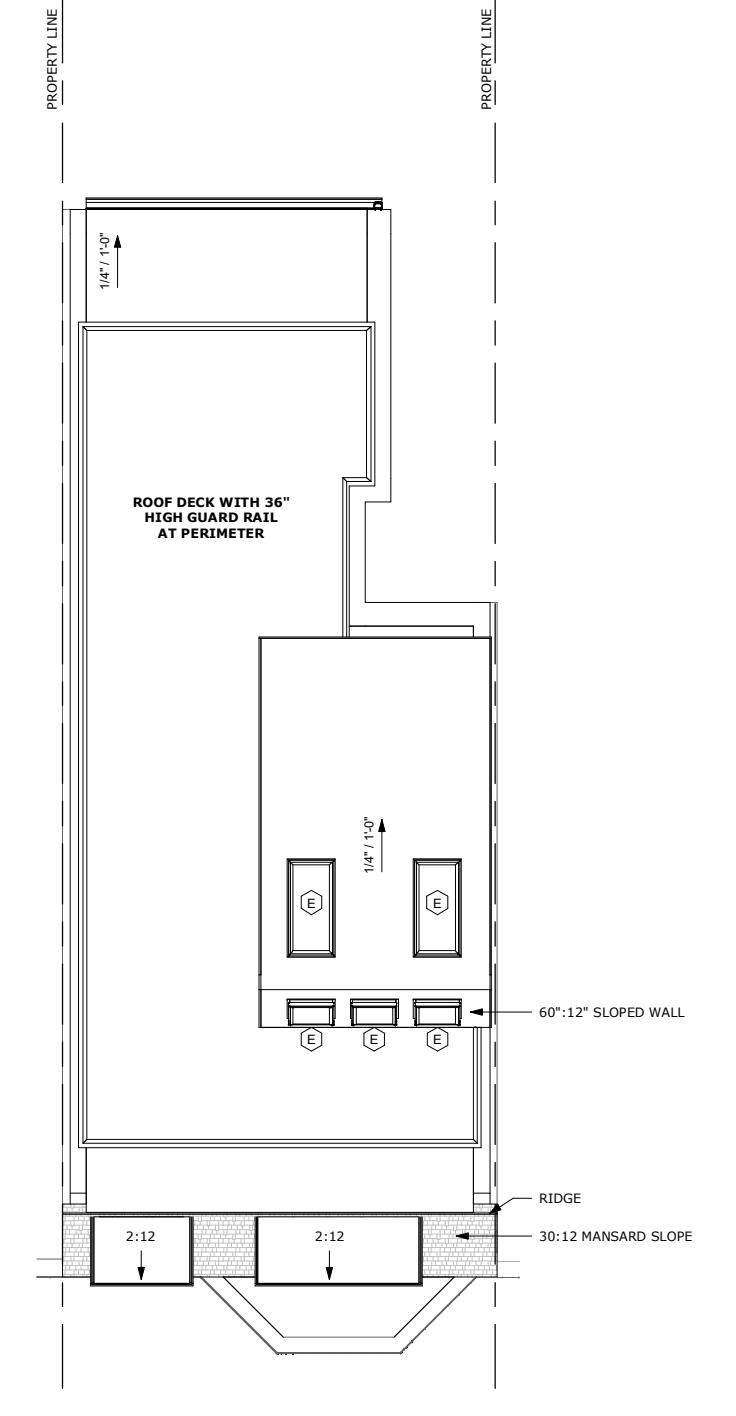 PROPERTY LINE
PROPERTY LINE
1/4" / 1'-0"
ROOF DECK WITH 36"
HIGH GUARD RAIL
AT PERIMETER
1/4" / 1'-0"
E
E
60":12" SLOPED WALL
E
E
E
RIDGE
2:12
2:12
30:12 MANSARD SLOPE